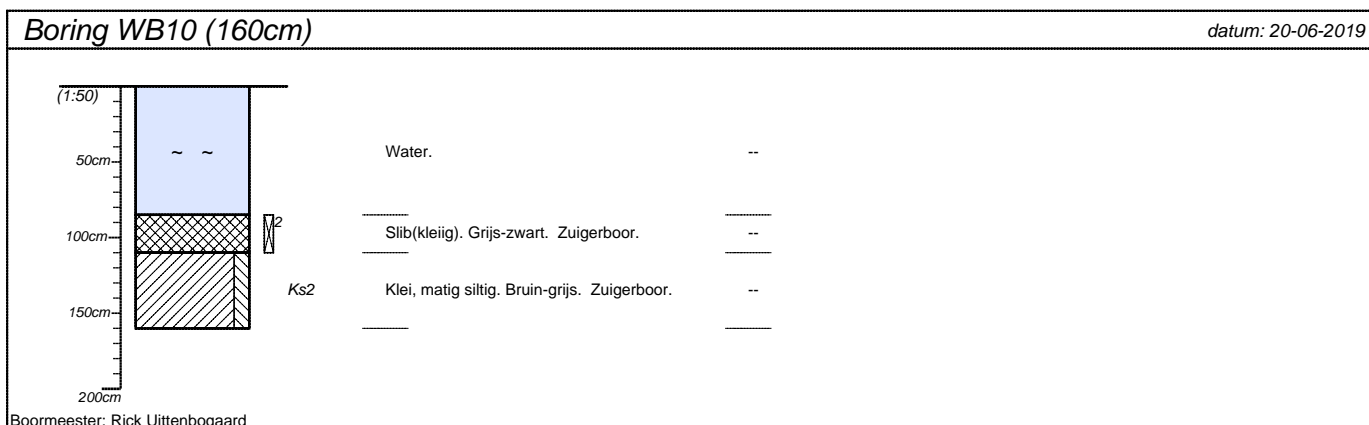 Boring WB10 (160cm) datum: 20-06-2019
(1:50)
50cm ~ ~ Water. --
2
100cm Slib(kleiig). Grijs-zwart. Zuigerboor. --
Ks2 Klei, matig siltig. Bruin-grijs. Zuigerboor. --
150cm
200cm
Boormeester: Rick Uittenbogaard